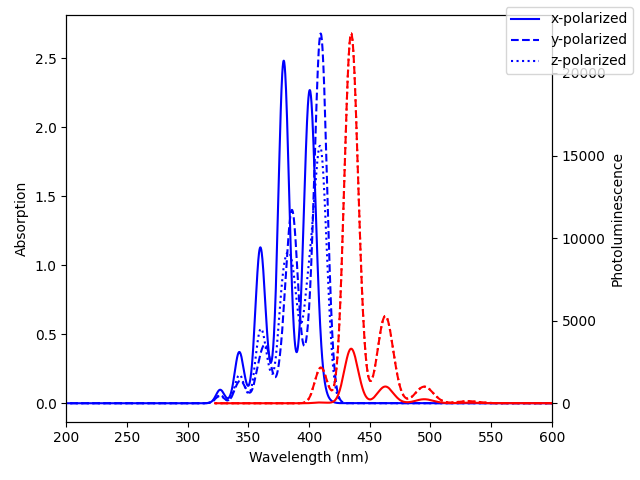 x-polarized
y-polarized
z-polarized
2.5
2.0
1.5
1.0
0.5
0.0
Absorption
20000
15000
10000
5000
0
Photoluminescence
200 250 300 350 400 450 500 550 600
Wavelength (nm)